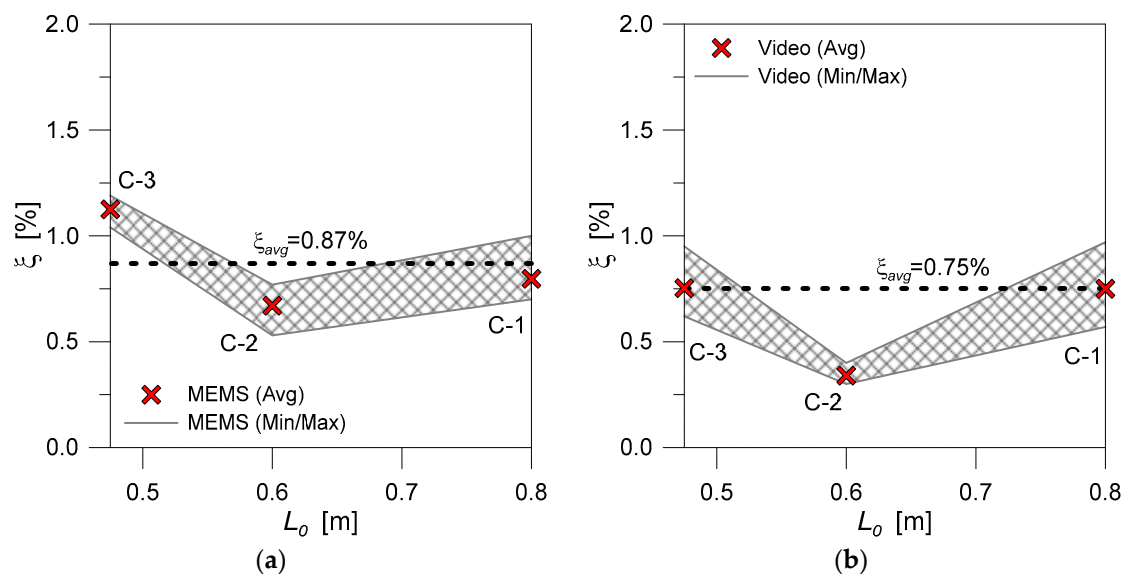 2.0
1.5
1.0
0.5
0.0
ξ [%]
C-3
ξavg=0.87%
C-2
C-1
MEMS (Avg)
MEMS (Min/Max)
0.5 0.6 0.7 0.8
L0 [m]
(a)
2.0
1.5
1.0
0.5
0.0
ξ [%]
Video (Avg)
Video (Min/Max)
ξavg=0.75%
C-3
C-1
C-2
0.5 0.6 0.7 0.8
L0 [m]
(b)